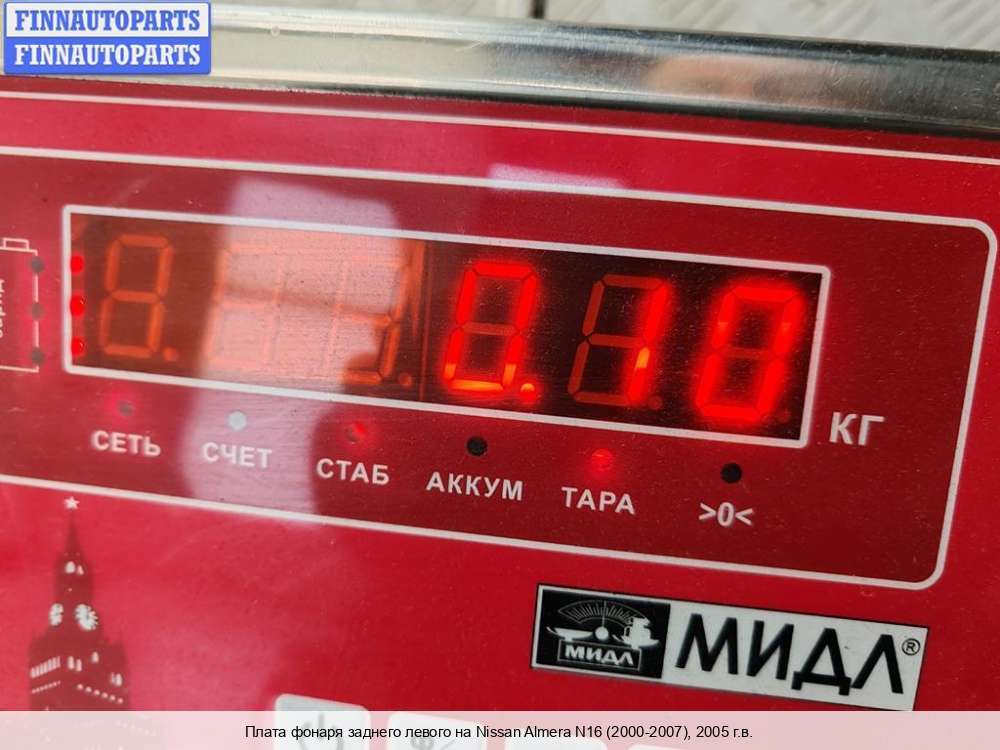 FINNAUTOPARTS
FINNAUTOPARTS
0.10
КГ
СЕТЬ СЧЕТ СТАБ АККУМ ТАРА >0<
МИДЛ МИДЛ®
Плата фонаря заднего левого на Nissan Almera N16 (2000-2007), 2005 г.в.